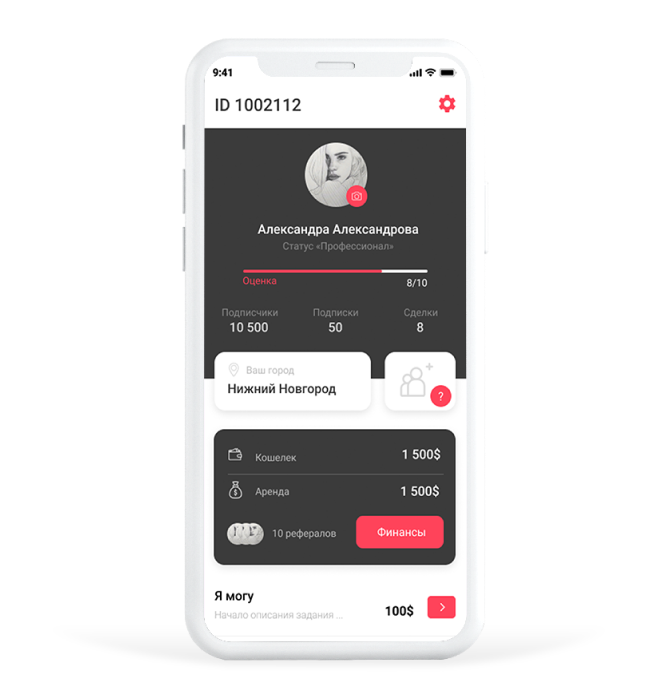 9:41
ID 1002112
Александра Александрова
Статус «Профессионал»
Оценка 8/10
Подписчики Подписки Сделки
10 500 50 8
Ваш город
Нижний Новгород
?
Кошелек 1 500$
Аренда 1 500$
10 рефералов Финансы
Я могу
Начало описания задания ...
100$